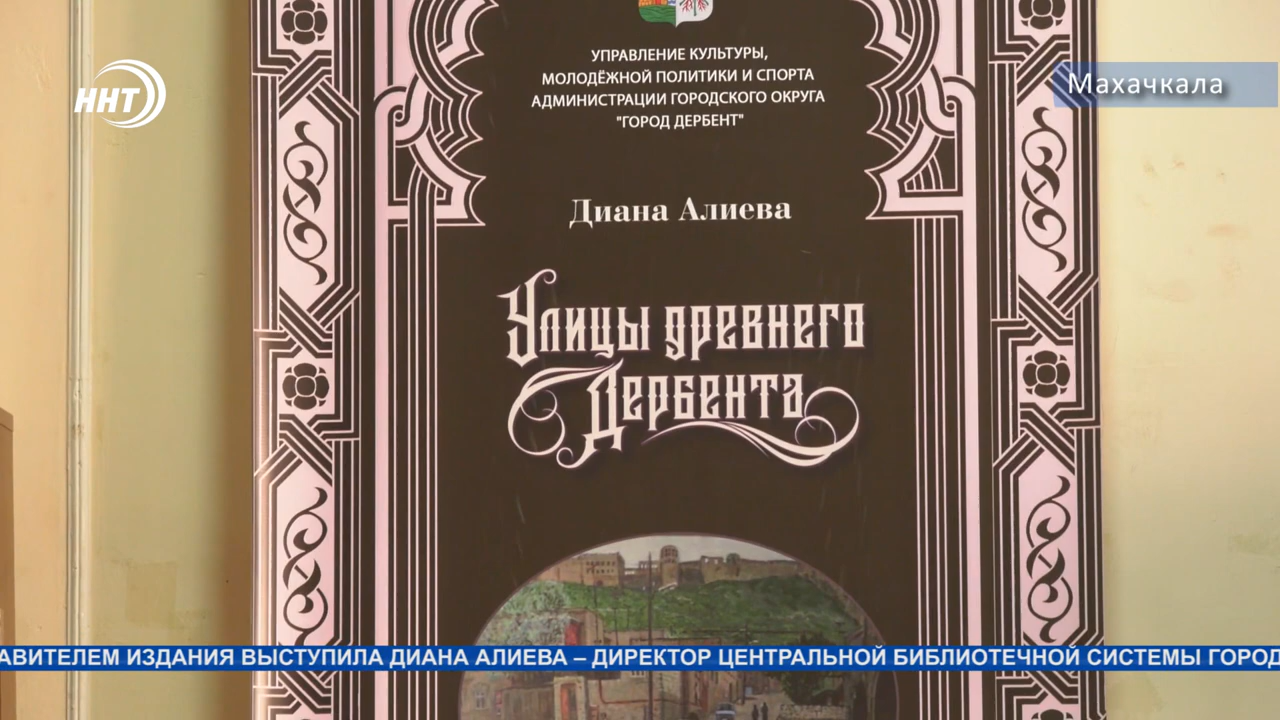 ННТ
Махачкала
УПРАВЛЕНИЕ КУЛЬТУРЫ,
МОЛОДЁЖНОЙ ПОЛИТИКИ И СПОРТА
АДМИНИСТРАЦИИ ГОРОДСКОГО ОКРУГА
"ГОРОД ДЕРБЕНТ"
Диана Алиева
Улицы древнего
Дербента
АВИТЕЛЕМ ИЗДАНИЯ ВЫСТУПИЛА ДИАНА АЛИЕВА – ДИРЕКТОР ЦЕНТРАЛЬНОЙ БИБЛИОТЕЧНОЙ СИСТЕМЫ ГОРОД